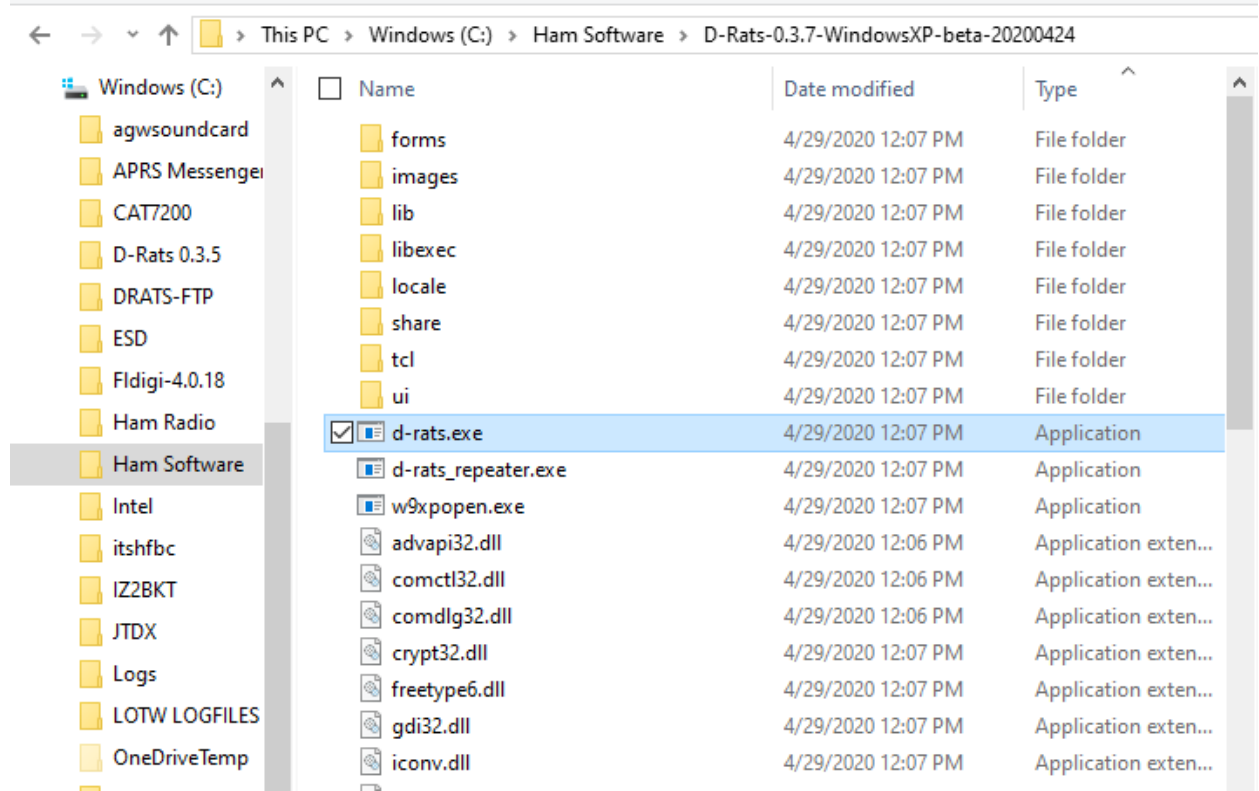 This PC > Windows (C:) > Ham Software > D-Rats-0.3.7-WindowsXP-beta-20200424
Windows (C:)
agwsoundcard
APRS Messenger
CAT7200
D-Rats 0.3.5
DRATS-FTP
ESD
Fldigi-4.0.18
Ham Radio
Ham Software
Intel
itshfbc
IZ2BKT
JTDX
Logs
LOTW LOGFILES
OneDriveTemp
Name Date modified Type
forms 4/29/2020 12:07 PM File folder
images 4/29/2020 12:07 PM File folder
lib 4/29/2020 12:07 PM File folder
libexec 4/29/2020 12:07 PM File folder
locale 4/29/2020 12:07 PM File folder
share 4/29/2020 12:07 PM File folder
tcl 4/29/2020 12:07 PM File folder
ui 4/29/2020 12:07 PM File folder
d-rats.exe 4/29/2020 12:07 PM Application
d-rats_repeater.exe 4/29/2020 12:07 PM Application
w9xpopen.exe 4/29/2020 12:07 PM Application
advapi32.dll 4/29/2020 12:06 PM Application exten...
comctl32.dll 4/29/2020 12:06 PM Application exten...
comdlg32.dll 4/29/2020 12:06 PM Application exten...
crypt32.dll 4/29/2020 12:07 PM Application exten...
freetype6.dll 4/29/2020 12:07 PM Application exten...
gdi32.dll 4/29/2020 12:07 PM Application exten...
iconv.dll 4/29/2020 12:07 PM Application exten...